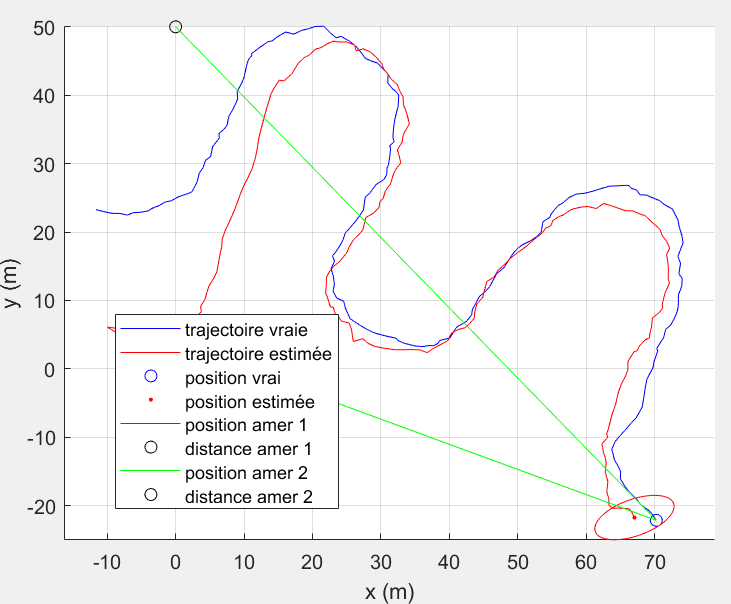 50
40
30
20
10
0
-10
-20
y (m)
trajectoire vraie
trajectoire estimée
position vrai
position estimée
position amer 1
distance amer 1
position amer 2
distance amer 2
-10 0 10 20 30 40 50 60 70
x (m)